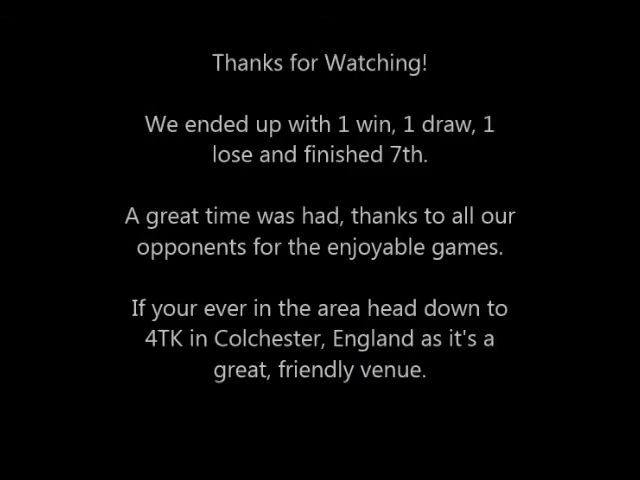 Thanks for Watching!
We ended up with 1 win, 1 draw, 1
lose and finished 7th.
A great time was had, thanks to all our
opponents for the enjoyable games.
If your ever in the area head down to
4TK in Colchester, England as it's a
great, friendly venue.